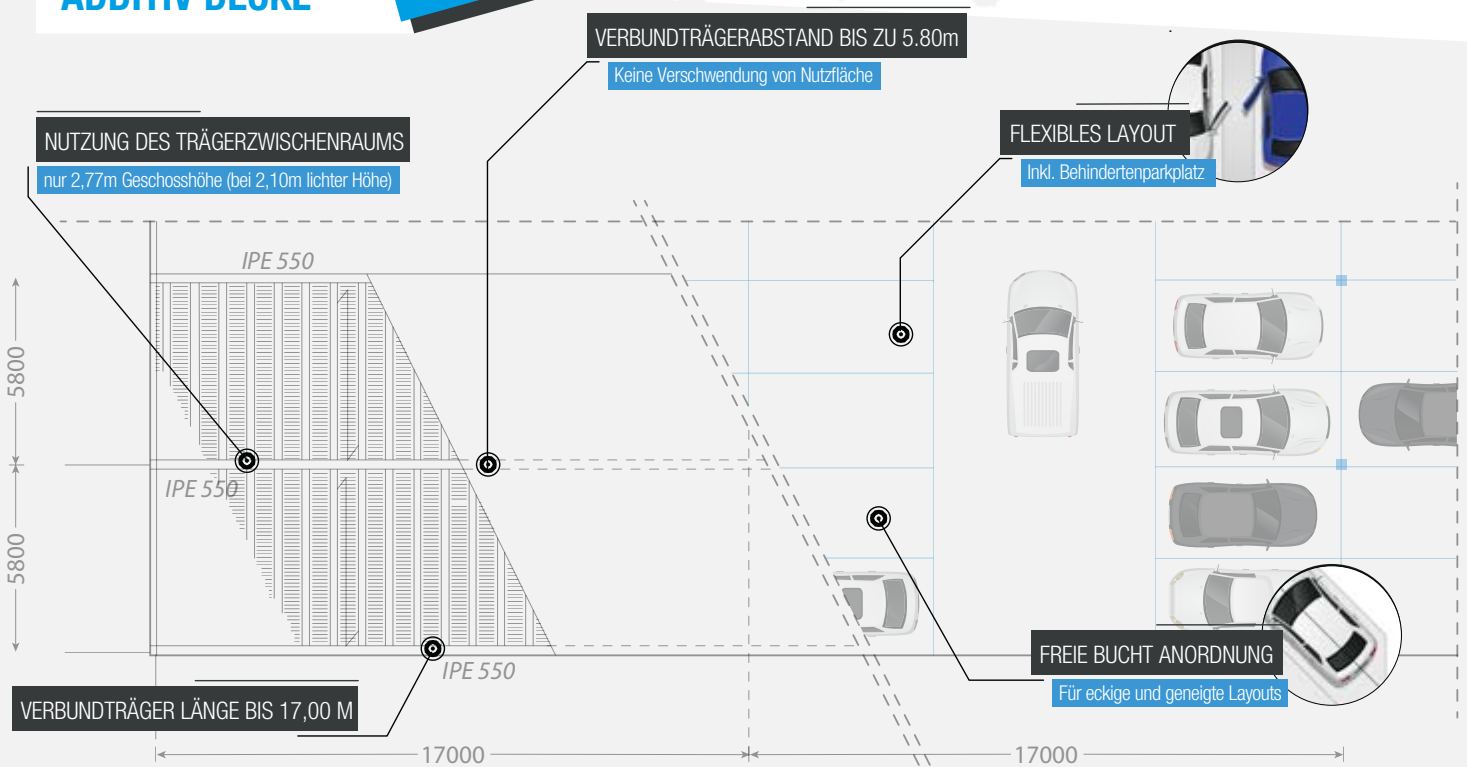 ADDITIV DECKE
VERBUNDTRÄGERABSTAND BIS ZU 5.80m
Keine Verschwendung von Nutzfläche
NUTZUNG DES TRÄGERZWISCHENRAUMS
nur 2,77m Geschosshöhe (bei 2,10m lichter Höhe)
FLEXIBLES LAYOUT
Inkl. Behindertenparkplatz
IPE 550
5800
IPE 550
5800
IPE 550
FREIE BUCHT ANORDNUNG
Für eckige und geneigte Layouts
VERBUNDTRÄGER LÄNGE BIS 17,00 M
17000
17000